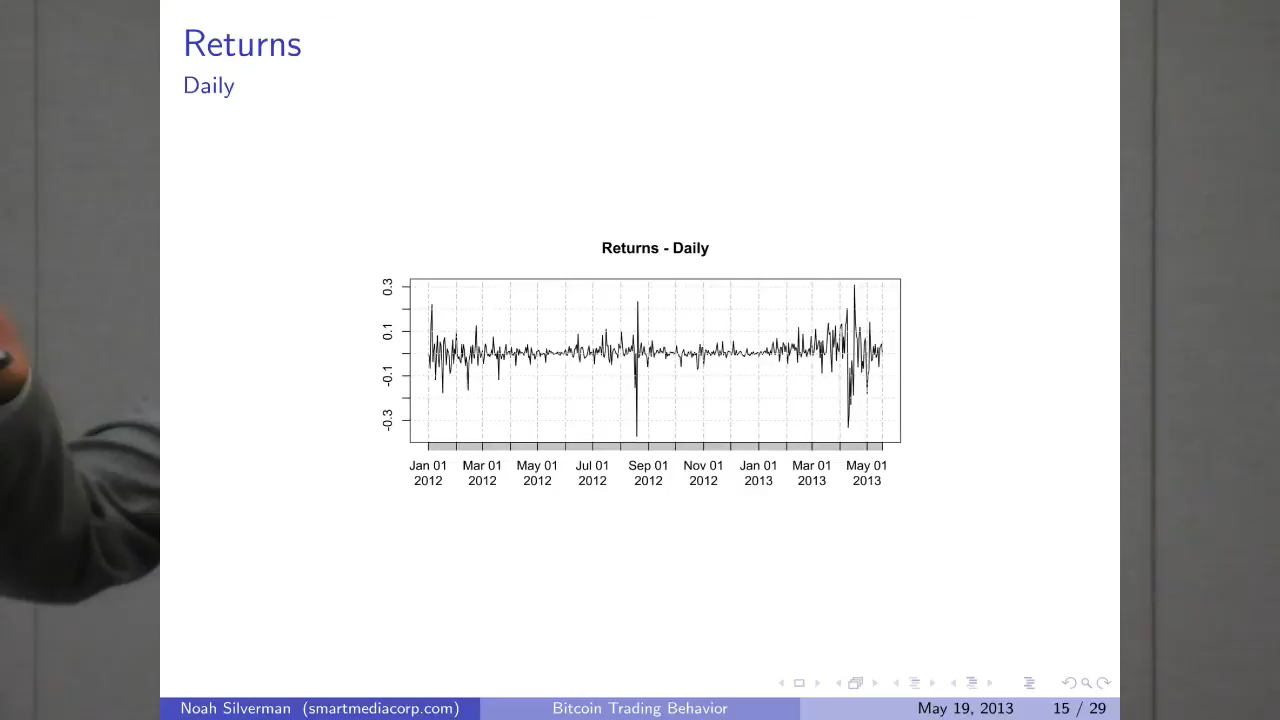 Returns
Daily
Returns - Daily
0.3
0.1
-0.1
-0.3
Jan 01 Mar 01 May 01 Jul 01 Sep 01 Nov 01 Jan 01 Mar 01 May 01
2012 2012 2012 2012 2012 2012 2013 2013 2013
Noah Silverman (smartmediacorp.com) Bitcoin Trading Behavior May 19, 2013 15 / 29